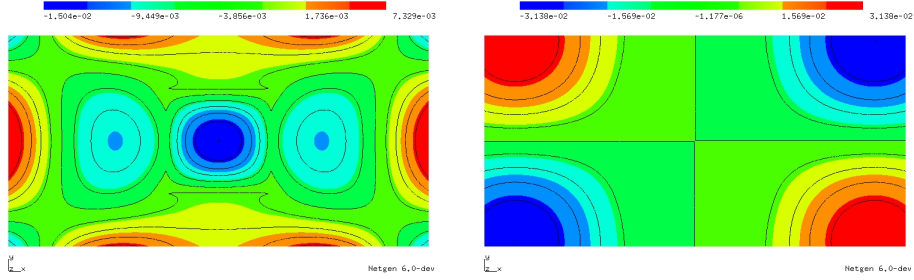 -1.504e-02 -9.449e-03 -3.856e-03 1.736e-03 7.329e-03
-3.138e-02 -1.569e-02 -1.177e-06 1.569e-02 3.138e-02
y
z x
Netgen 6.0-dev
y
z x
Netgen 6.0-dev